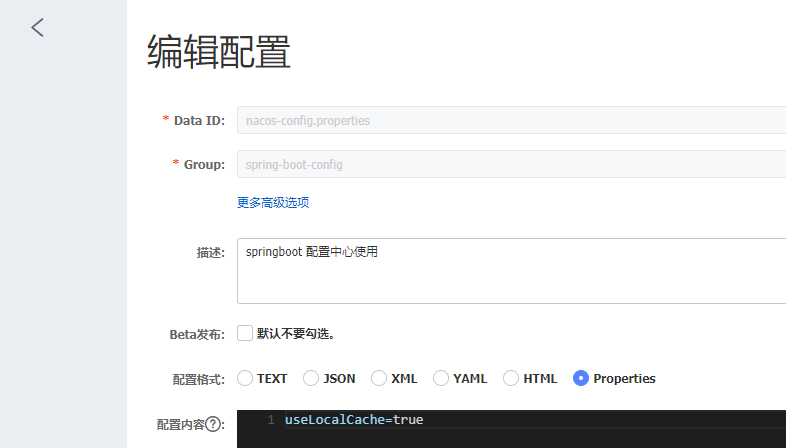 编辑配置
* Data ID: nacos-config.properties
* Group: spring-boot-config
更多高级选项
描述: springboot 配置中心使用
Beta发布: 默认不要勾选。
配置格式: TEXT JSON XML YAML HTML Properties
配置内容?: 1 useLocalCache=true